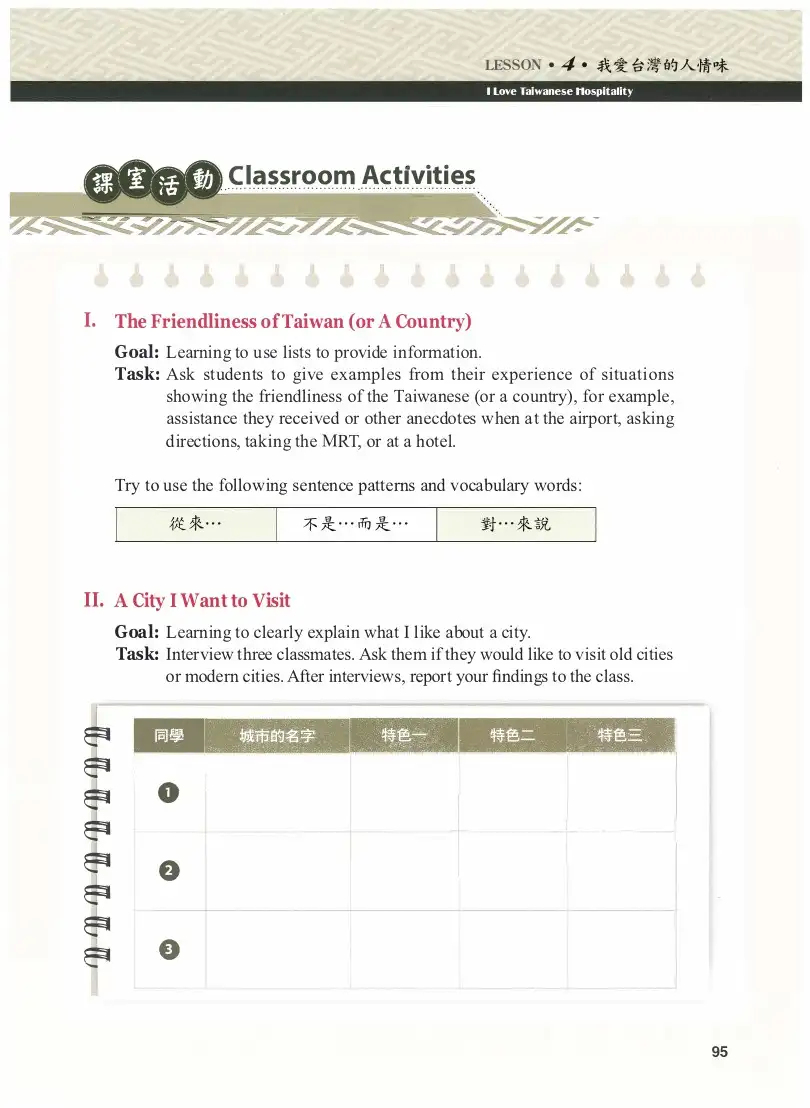 LESSON • 4 • 我愛台灣的人情味
I Love Taiwanese Hospitality
課室活動 Classroom Activities
I. The Friendliness of Taiwan (or A Country)
Goal: Learning to use lists to provide information.
Task: Ask students to give examples from their experience of situations
showing the friendliness of the Taiwanese (or a country), for example,
assistance they received or other anecdotes when at the airport, asking
directions, taking the MRT, or at a hotel.
Try to use the following sentence patterns and vocabulary words:
從來⋯ 不是⋯而是⋯ 對⋯來說
II. A City I Want to Visit
Goal: Learning to clearly explain what I like about a city.
Task: Interview three classmates. Ask them if they would like to visit old cities
or modern cities. After interviews, report your findings to the class.
同學 城市的名字 特色一 特色二 特色三
1
2
3
95